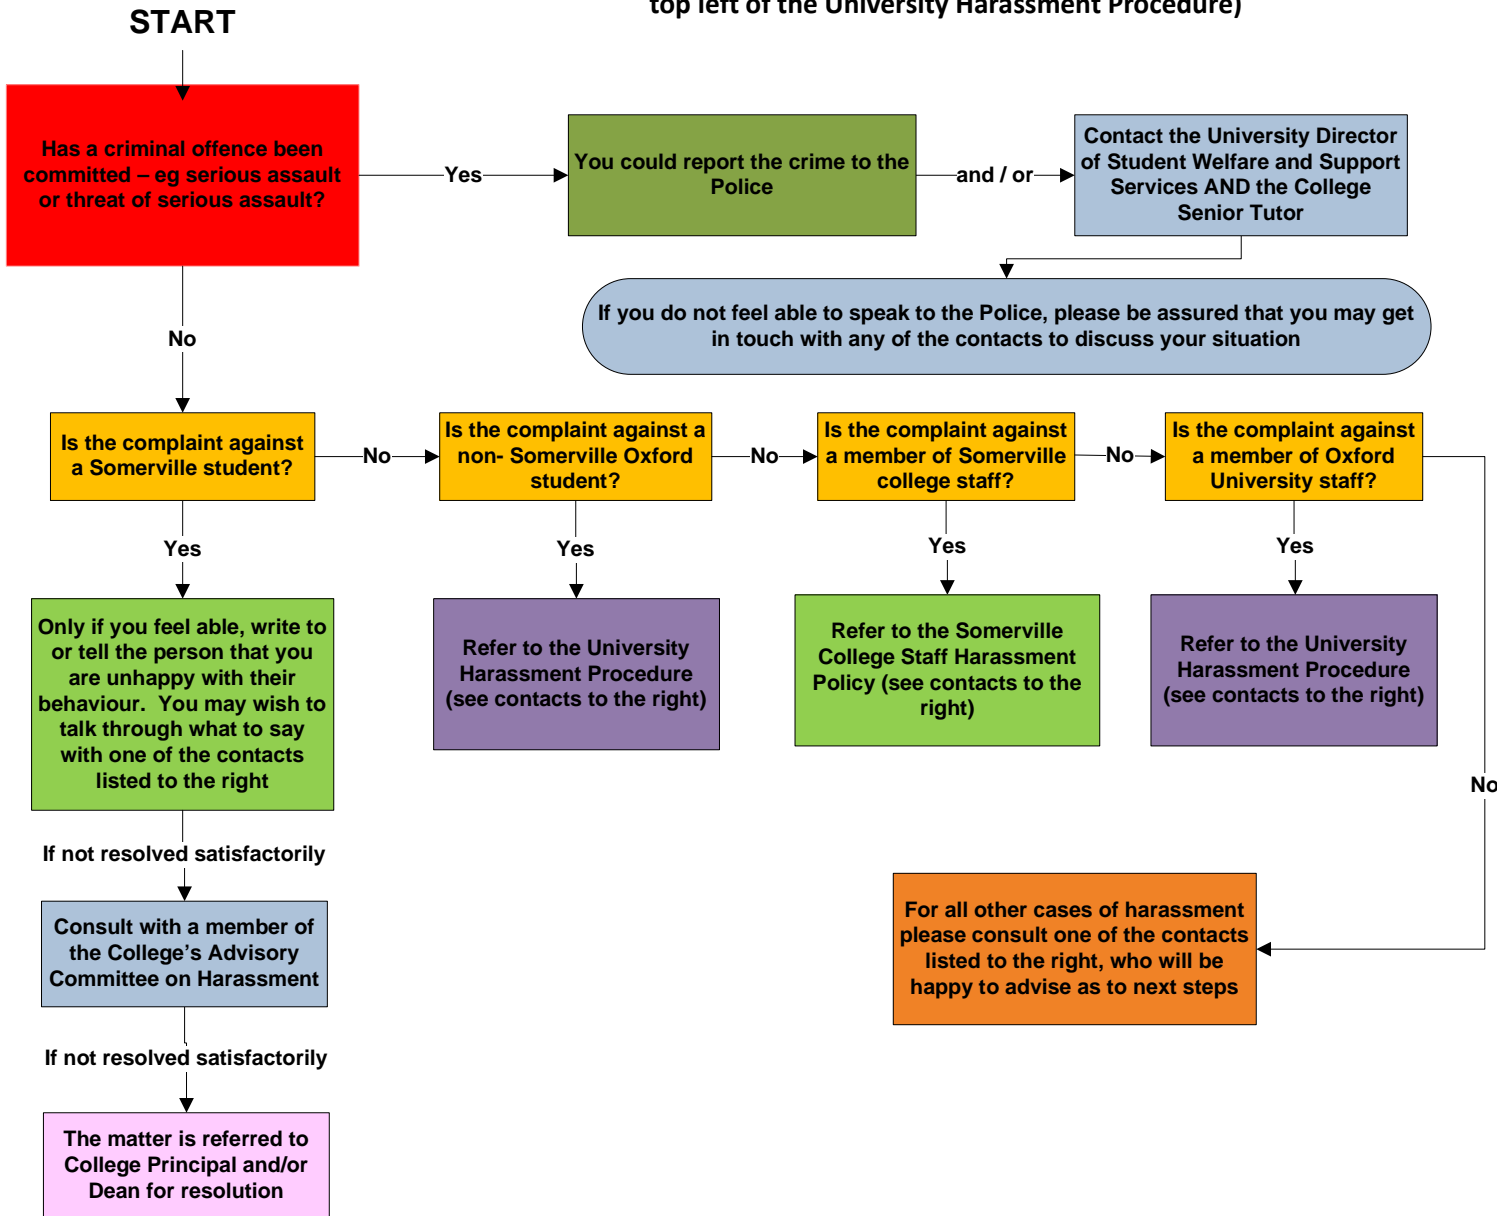 top left of the University Harassment Procedure)
START
Has a criminal offence been
committed – eg serious assault
or threat of serious assault?
Yes
You could report the crime to the
Police
and / or
Contact the University Director
of Student Welfare and Support
Services AND the College
Senior Tutor
If you do not feel able to speak to the Police, please be assured that you may get
in touch with any of the contacts to discuss your situation
No
Is the complaint against
a Somerville student?
No
Is the complaint against a
non- Somerville Oxford
student?
No
Is the complaint against
a member of Somerville
college staff?
No
Is the complaint against
a member of Oxford
University staff?
Yes
Yes
Yes
Yes
Only if you feel able, write to
or tell the person that you
are unhappy with their
behaviour.  You may wish to
talk through what to say
with one of the contacts
listed to the right
Refer to the University
Harassment Procedure
(see contacts to the right)
Refer to the Somerville
College Staff Harassment
Policy (see contacts to the
right)
Refer to the University
Harassment Procedure
(see contacts to the right)
No
If not resolved satisfactorily
Consult with a member of
the College’s Advisory
Committee on Harassment
For all other cases of harassment
please consult one of the contacts
listed to the right, who will be
happy to advise as to next steps
If not resolved satisfactorily
The matter is referred to
College Principal and/or
Dean for resolution